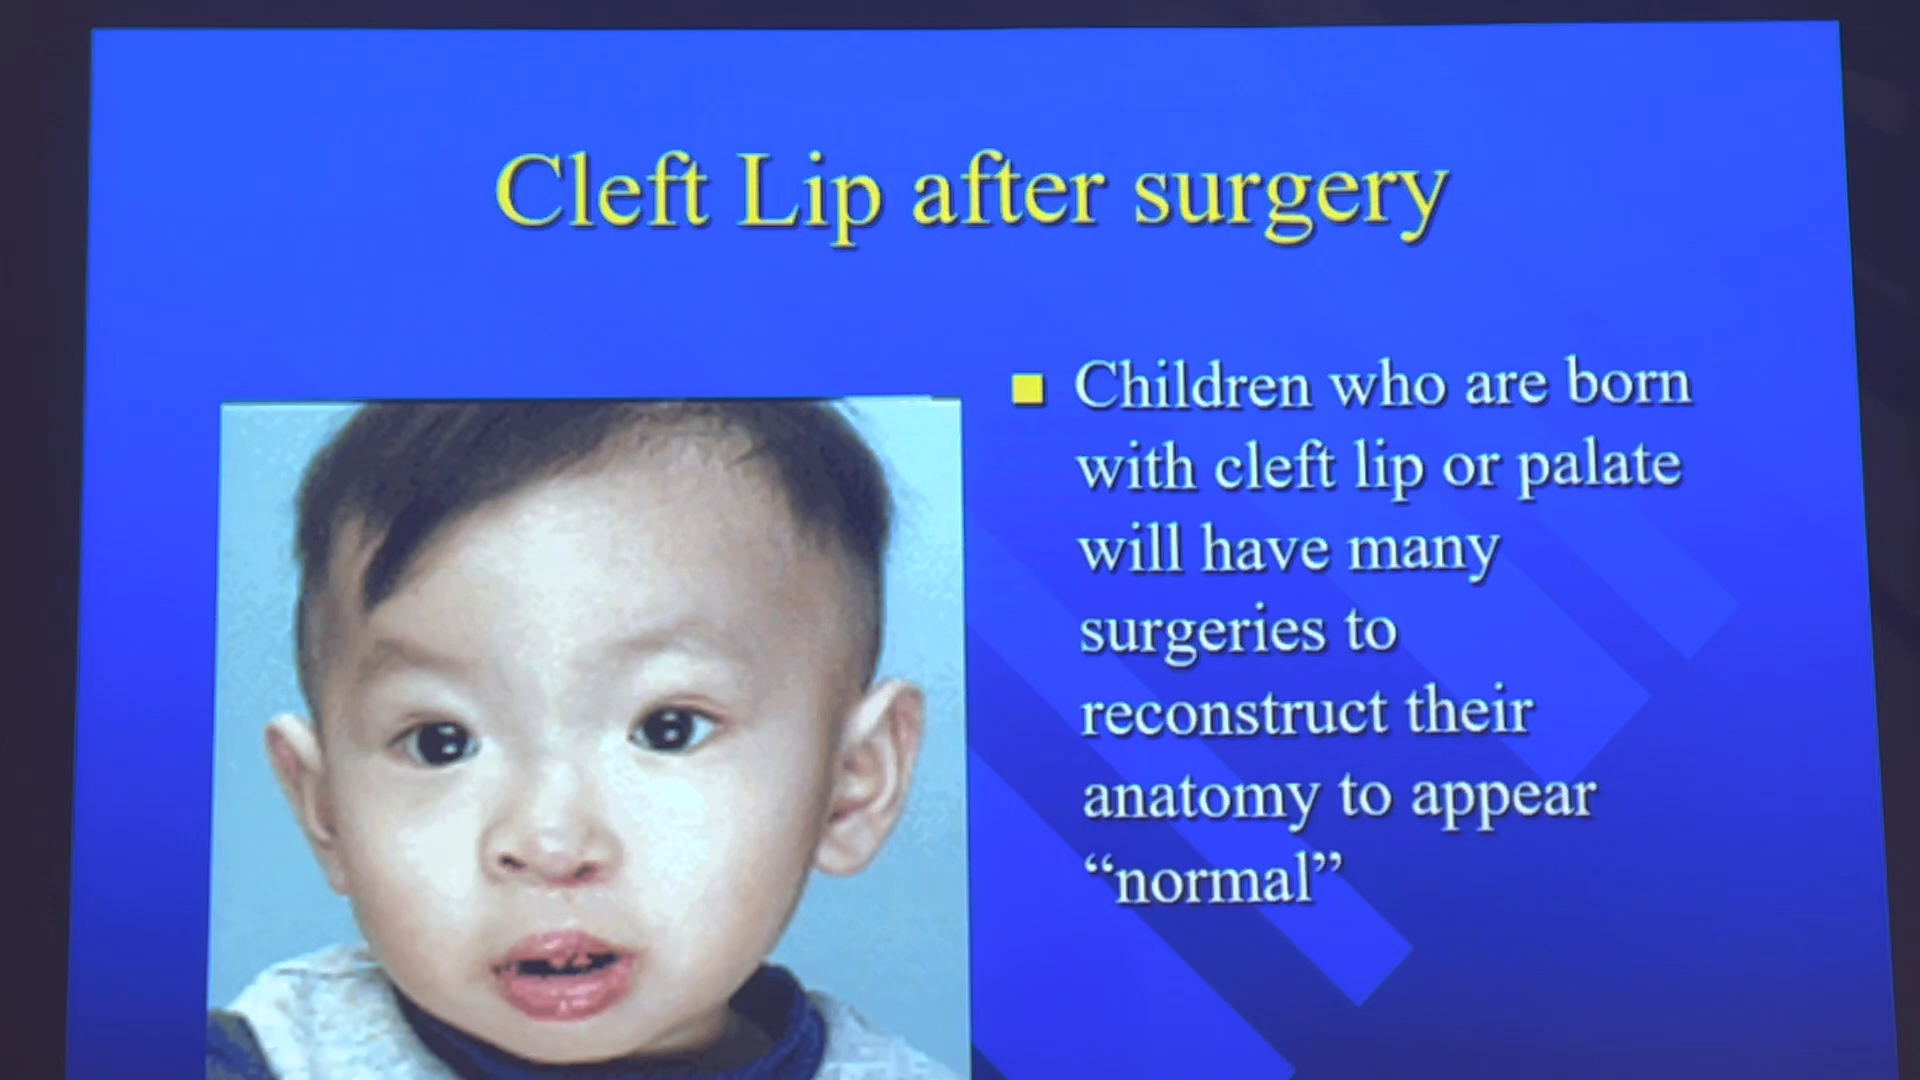 Cleft Lip after surgery
Children who are born
with cleft lip or palate
will have many
surgeries to
reconstruct their
anatomy to appear
“normal”